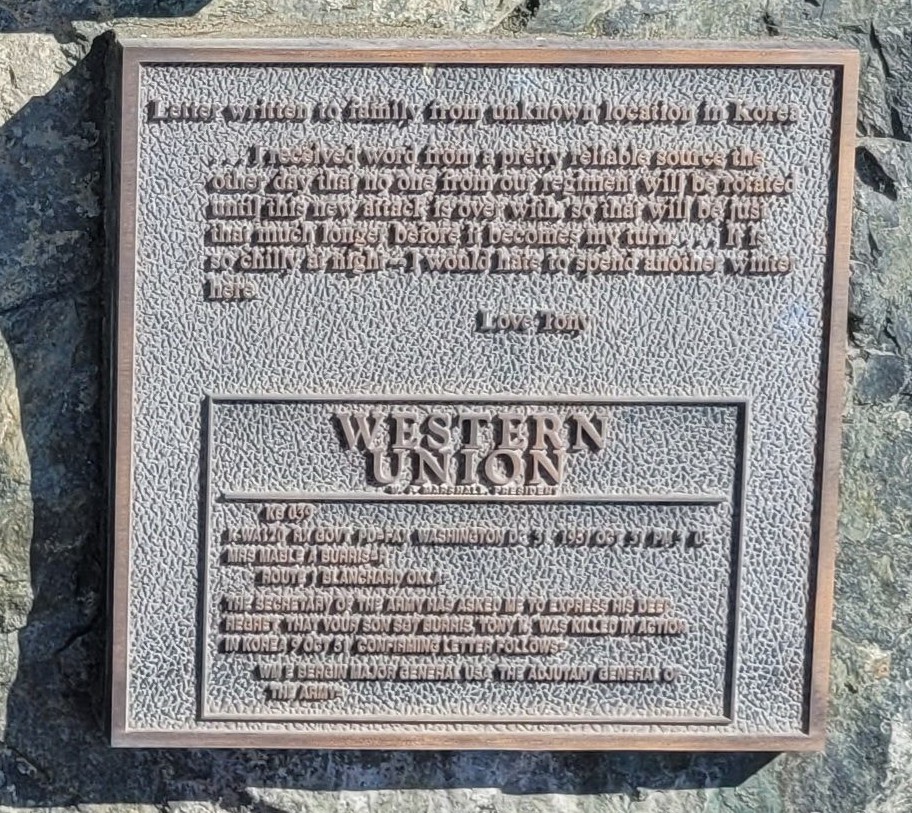 Letter written to family from unknown location in Korea
. . . . I received word from a pretty reliable source the
other day that no one from our regiment will be rotated
until this new attack is over with so that will be just
that much longer before it becomes my turn. . . . It is
so chilly at night – I would hate to spend another winter
here.
Love Tony
WESTERN
UNION
MARSHALL, PRESIDENT
KB 039
RX GOVT PD=FAX WASHINGTON DC 31 1951 OCT 31 PM
MRS MABLE A BURRIS=
ROUTE 1 BLANCHARD OKLA=
THE SECRETARY OF THE ARMY HAS ASKED ME TO EXPRESS HIS DEEP
REGRET THAT YOUR SON SGT BURRIS, TONY K WAS KILLED IN ACTION
IN KOREA 9 OCT 51 CONFIRMING LETTER FOLLOWS=
WM E BERGIN MAJOR GENERAL USA THE ADJUTANT GENERAL OF
THE ARMY=